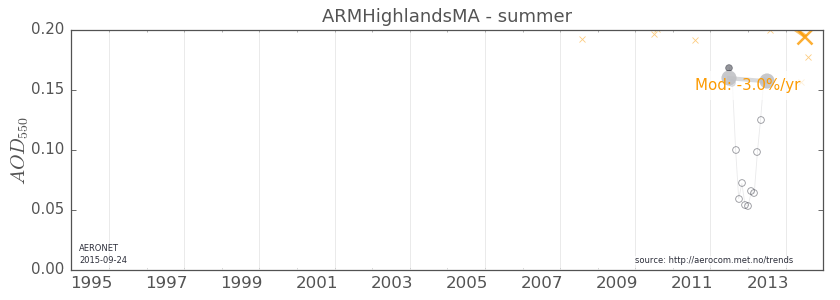 ARMHighlandsMA - summer
0.20
0.15
0.10
0.05
0.00
AOD550
Mod: -3.0%/yr
AERONET
2015-09-24
source: http://aerocom.met.no/trends
1995 1997 1999 2001 2003 2005 2007 2009 2011 2013